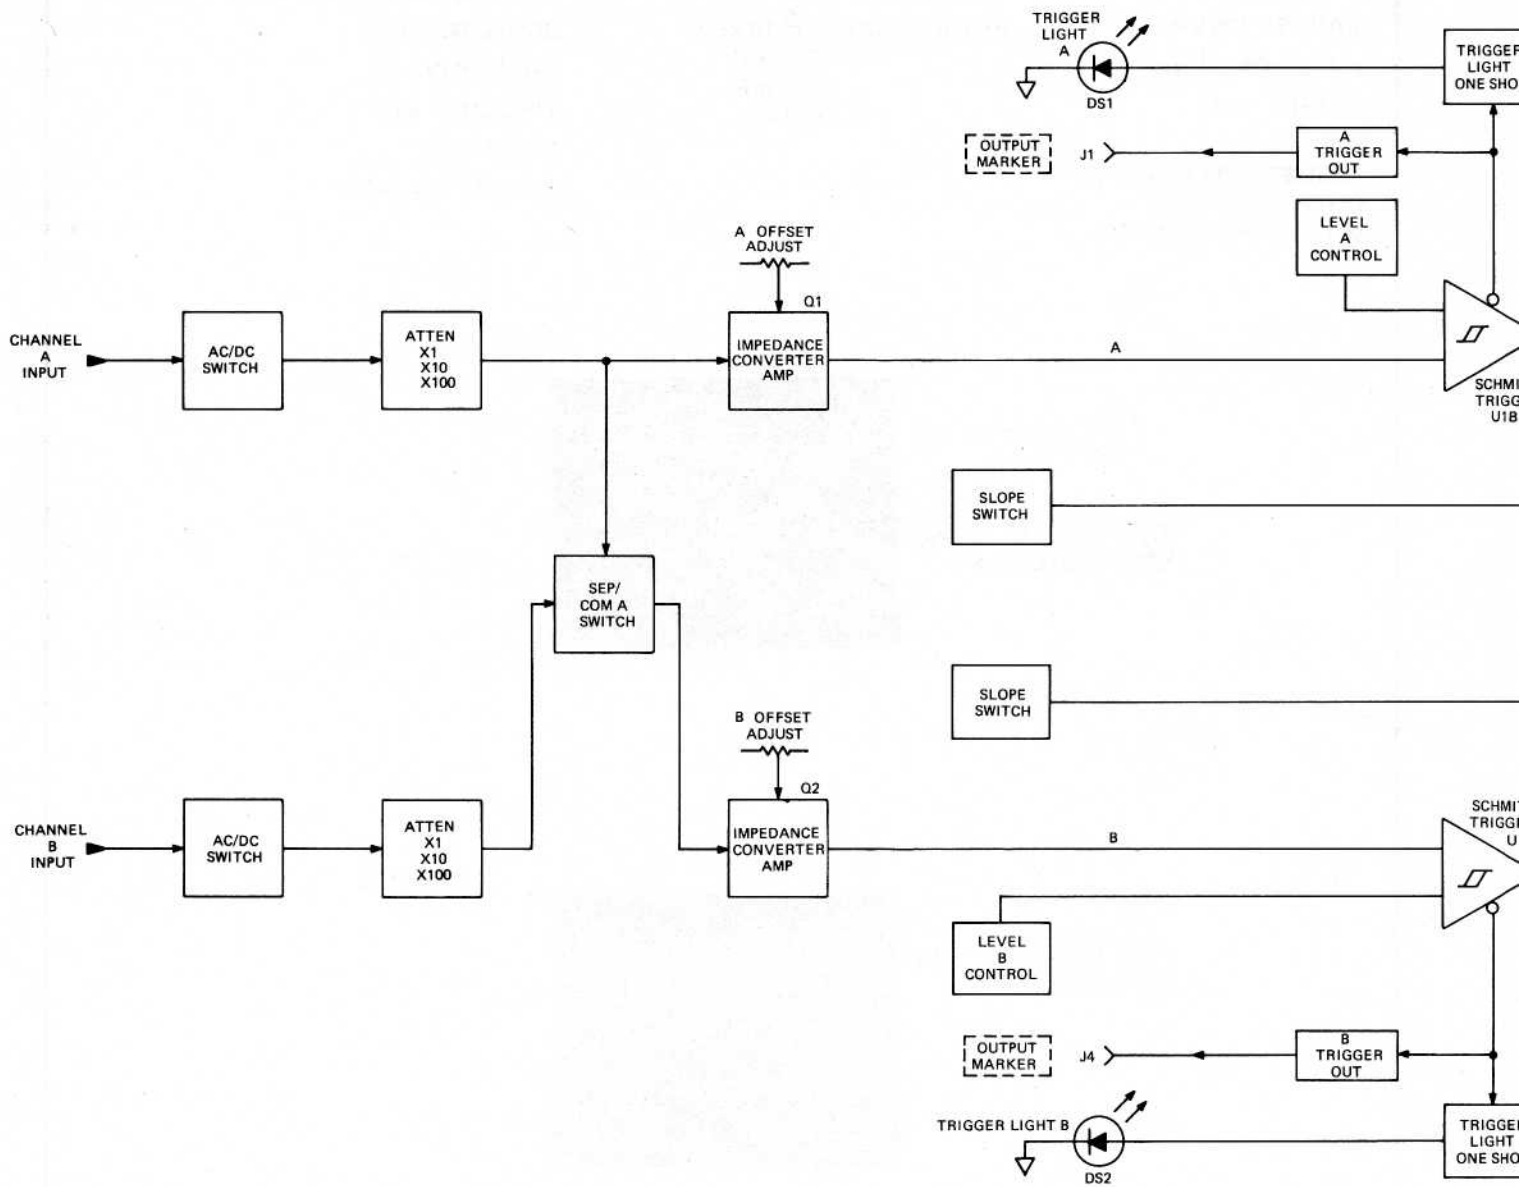 TRIGGER
LIGHT
A
DS1
TRIGGER
LIGHT
ONE SHO
OUTPUT
MARKER
J1
A
TRIGGER
OUT
LEVEL
A
CONTROL
A OFFSET
ADJUST
Q1
CHANNEL
A
INPUT
AC/DC
SWITCH
ATTEN
X1
X10
X100
IMPEDANCE
CONVERTER
AMP
A
SCHMI
TRIGG
U1B
SLOPE
SWITCH
SEP/
COM A
SWITCH
SLOPE
SWITCH
B OFFSET
ADJUST
Q2
CHANNEL
B
INPUT
AC/DC
SWITCH
ATTEN
X1
X10
X100
IMPEDANCE
CONVERTER
AMP
B
SCHMI
TRIGG
U
LEVEL
B
CONTROL
OUTPUT
MARKER
J4
B
TRIGGER
OUT
TRIGGER LIGHT B
DS2
TRIGGER
LIGHT
ONE SHO